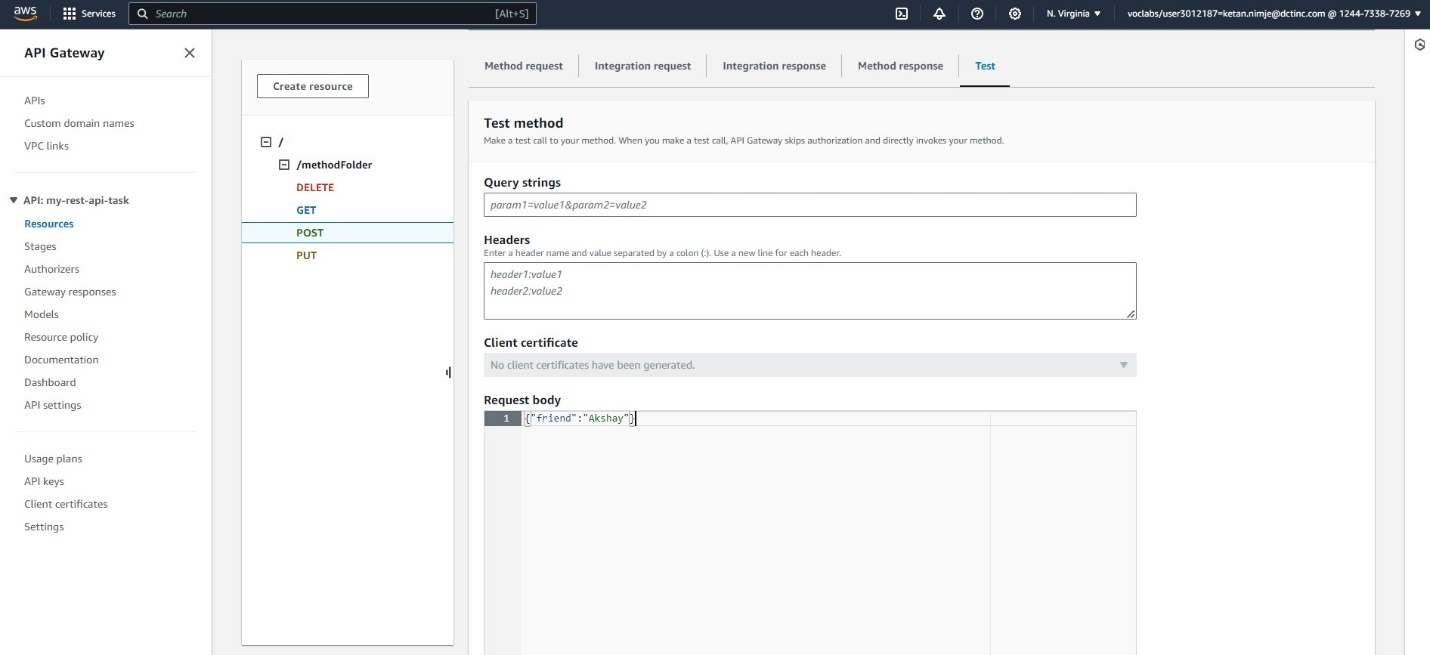 aws
Services
Search
[Alt+S]
N. Virginia
voclabs/user3012187=ketan.nimje@dctinc.com @ 1244-7338-7269
API Gateway
APIs
Custom domain names
VPC links
API: my-rest-api-task
Resources
Stages
Authorizers
Gateway responses
Models
Resource policy
Documentation
Dashboard
API settings
Usage plans
API keys
Client certificates
Settings
Create resource
/
/methodFolder
DELETE
GET
POST
PUT
Method request
Integration request
Integration response
Method response
Test
Test method
Make a test call to your method. When you make a test call, API Gateway skips authorization and directly invokes your method.
Query strings
param1=value1&param2=value2
Headers
Enter a header name and value separated by a colon (:). Use a new line for each header.
header1:value1
header2:value2
Client certificate
No client certificates have been generated.
Request body
1 {"friend":"Akshay"}